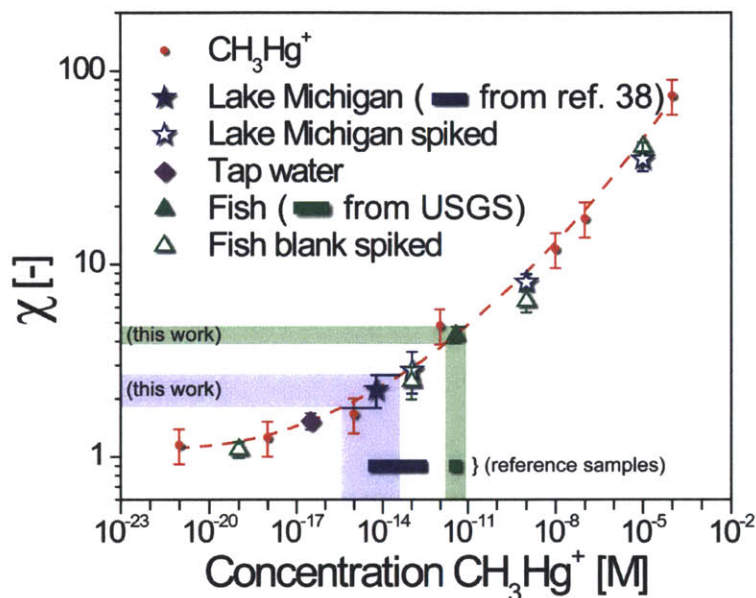 CH₃Hg⁺
Lake Michigan ( from ref. 38)
Lake Michigan spiked
Tap water
Fish ( from USGS)
Fish blank spiked
100
10
1
χ [-]
(this work)
(this work)
} (reference samples)
10⁻²³ 10⁻²⁰ 10⁻¹⁷ 10⁻¹⁴ 10⁻¹¹ 10⁻⁸ 10⁻⁵ 10⁻²
Concentration CH₃Hg⁺ [M]